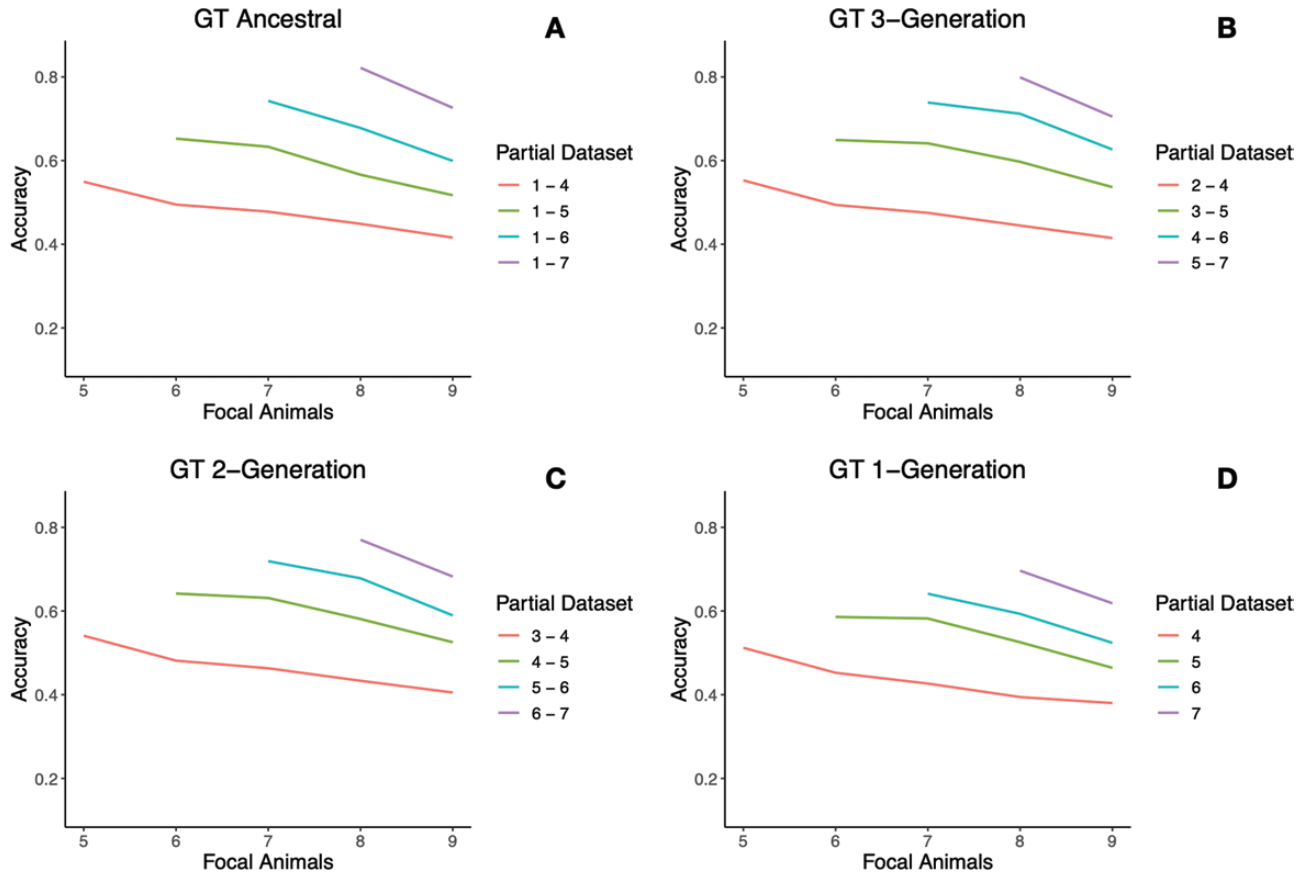 GT Ancestral
A
Accuracy
0.8
0.6
0.4
0.2
5 6 7 8 9
Focal Animals
Partial Dataset
1 – 4
1 – 5
1 – 6
1 – 7
GT 3–Generation
B
Accuracy
0.8
0.6
0.4
0.2
5 6 7 8 9
Focal Animals
Partial Dataset
2 – 4
3 – 5
4 – 6
5 – 7
GT 2–Generation
C
Accuracy
0.8
0.6
0.4
0.2
5 6 7 8 9
Focal Animals
Partial Dataset
3 – 4
4 – 5
5 – 6
6 – 7
GT 1–Generation
D
Accuracy
0.8
0.6
0.4
0.2
5 6 7 8 9
Focal Animals
Partial Dataset
4
5
6
7